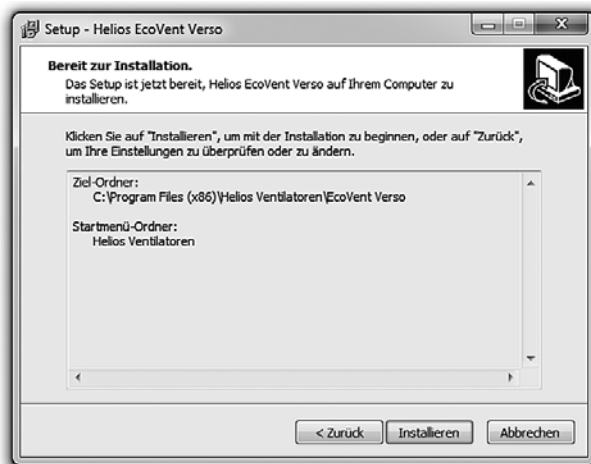 Setup - Helios EcoVent Verso
Bereit zur Installation.
Das Setup ist jetzt bereit, Helios EcoVent Verso auf Ihrem Computer zu
installieren.
Klicken Sie auf "Installieren", um mit der Installation zu beginnen, oder auf "Zurück",
um Ihre Einstellungen zu überprüfen oder zu ändern.
Ziel-Ordner:
C:\Program Files (x86)\Helios Ventilatoren\EcoVent Verso
Startmenü-Ordner:
Helios Ventilatoren
< Zurück Installieren Abbrechen